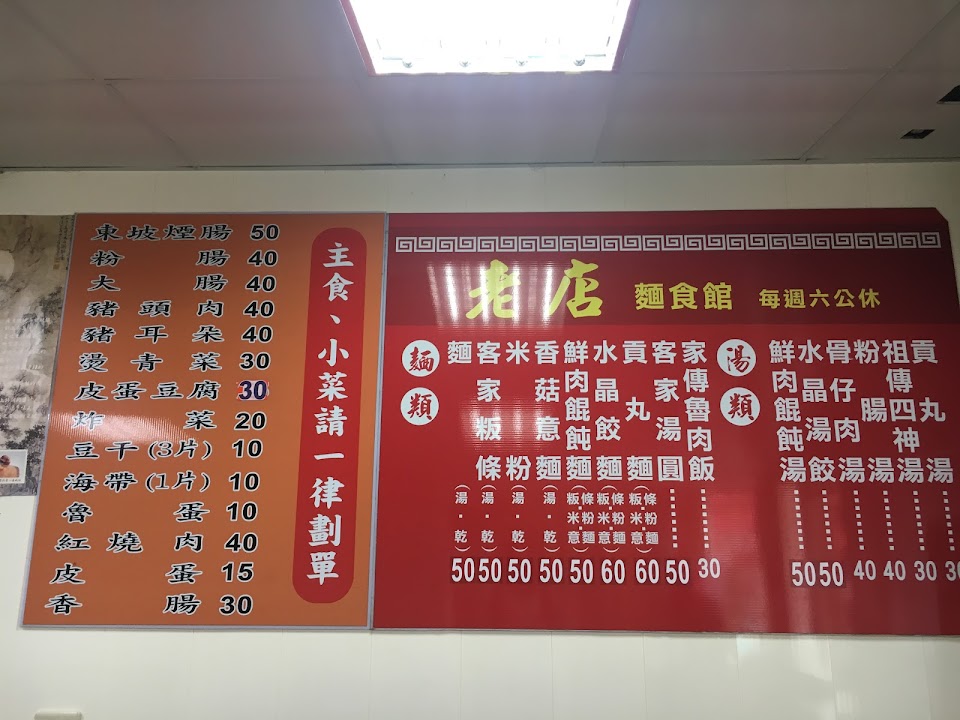 東坡煙腸 50
粉腸 40
大腸 40
豬頭肉 40
豬耳朵 40
燙青菜 30
皮蛋豆腐 30
炸菜 20
豆干(3片) 10
海帶(1片) 10
魯蛋 10
紅燒肉 40
皮蛋 15
香腸 30
主食、小菜請一律劃單
老店 麵食館 每週六公休
麵類
麵(湯·乾) 50
客家粄條(湯·乾) 50
米粉(湯·乾) 50
香菇意麵(湯·乾) 50
鮮肉餛飩麵(粄條米粉意麵) 50
水晶餃麵(粄條米粉意麵) 60
貢丸麵(粄條米粉意麵) 60
客家湯圓 50
家傳魯肉飯 30
湯類
鮮肉餛飩湯 50
水晶湯餃 50
骨仔肉湯 40
粉腸湯 40
祖傳四神湯 30
貢丸湯 30